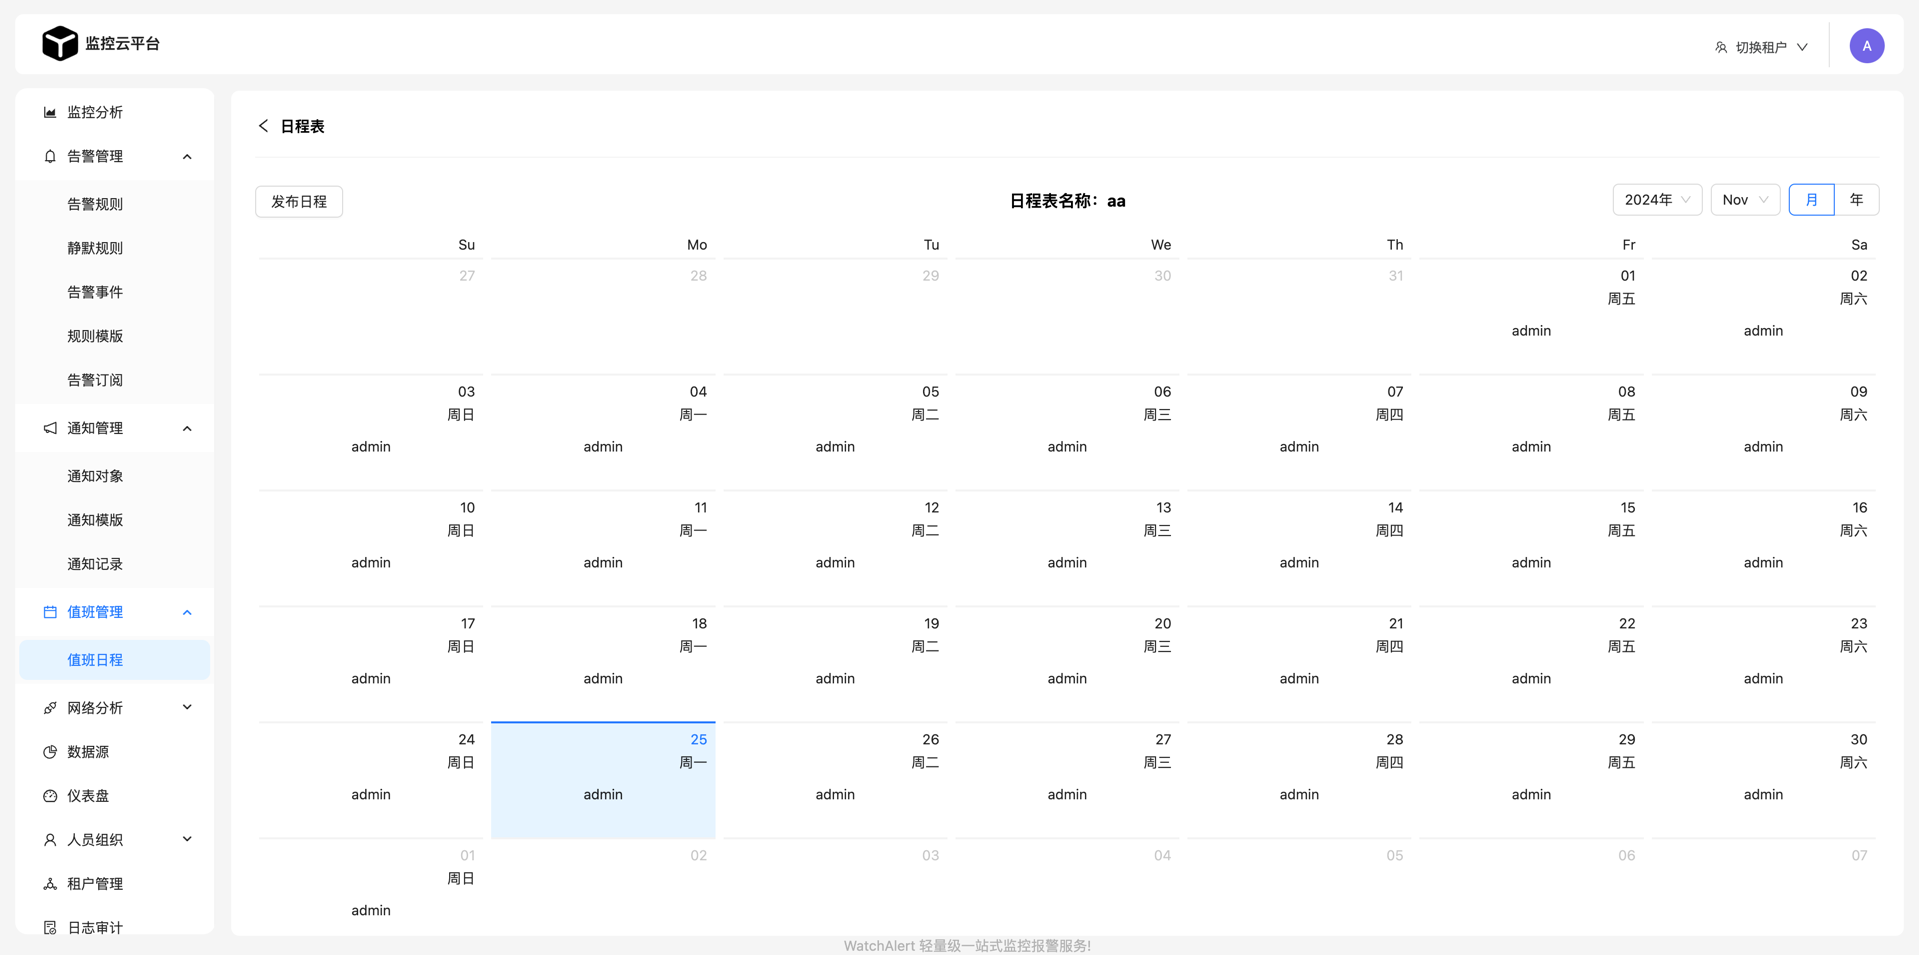 监控云平台
切换租户
A
监控分析
告警管理
告警规则
静默规则
告警事件
规则模版
告警订阅
通知管理
通知对象
通知模版
通知记录
值班管理
值班日程
网络分析
数据源
仪表盘
人员组织
租户管理
日志审计
日程表
发布日程
日程表名称：aa
2024年
Nov
月
年
Su Mo Tu We Th Fr Sa
27 28 29 30 31 01 02
周五 周六
admin admin
03 04 05 06 07 08 09
周日 周一 周二 周三 周四 周五 周六
admin admin admin admin admin admin admin
10 11 12 13 14 15 16
周日 周一 周二 周三 周四 周五 周六
admin admin admin admin admin admin admin
17 18 19 20 21 22 23
周日 周一 周二 周三 周四 周五 周六
admin admin admin admin admin admin admin
24 25 26 27 28 29 30
周日 周一 周二 周三 周四 周五 周六
admin admin admin admin admin admin admin
01 02 03 04 05 06 07
周日
admin
WatchAlert 轻量级一站式监控报警服务!